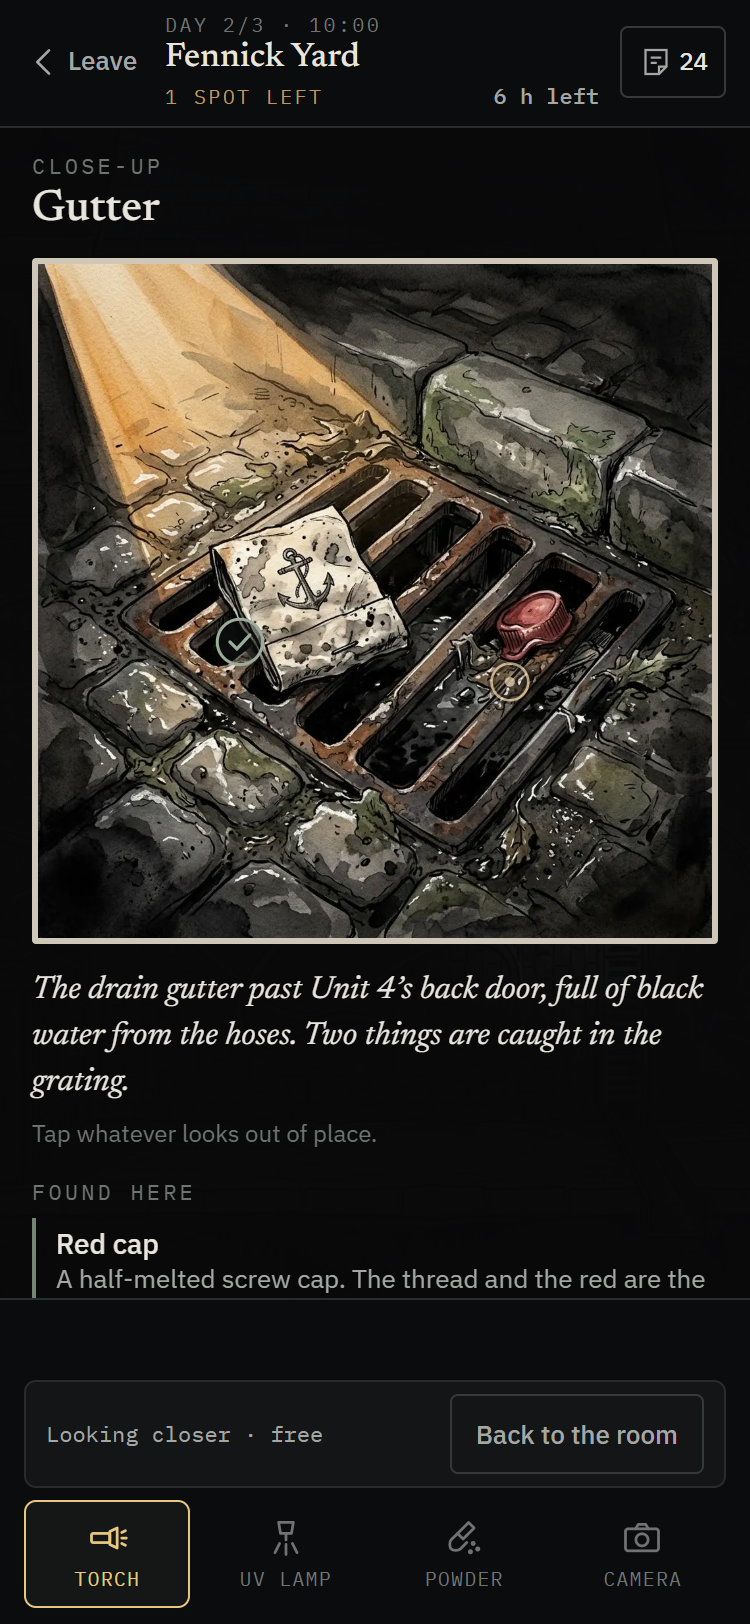 DAY 2/3 · 10:00
Leave
Fennick Yard
1 SPOT LEFT
6 h left
24
CLOSE-UP
Gutter
The drain gutter past Unit 4’s back door, full of black
water from the hoses. Two things are caught in the
grating.
Tap whatever looks out of place.
FOUND HERE
Red cap
A half-melted screw cap. The thread and the red are the
Looking closer · free
Back to the room
TORCH
UV LAMP
POWDER
CAMERA